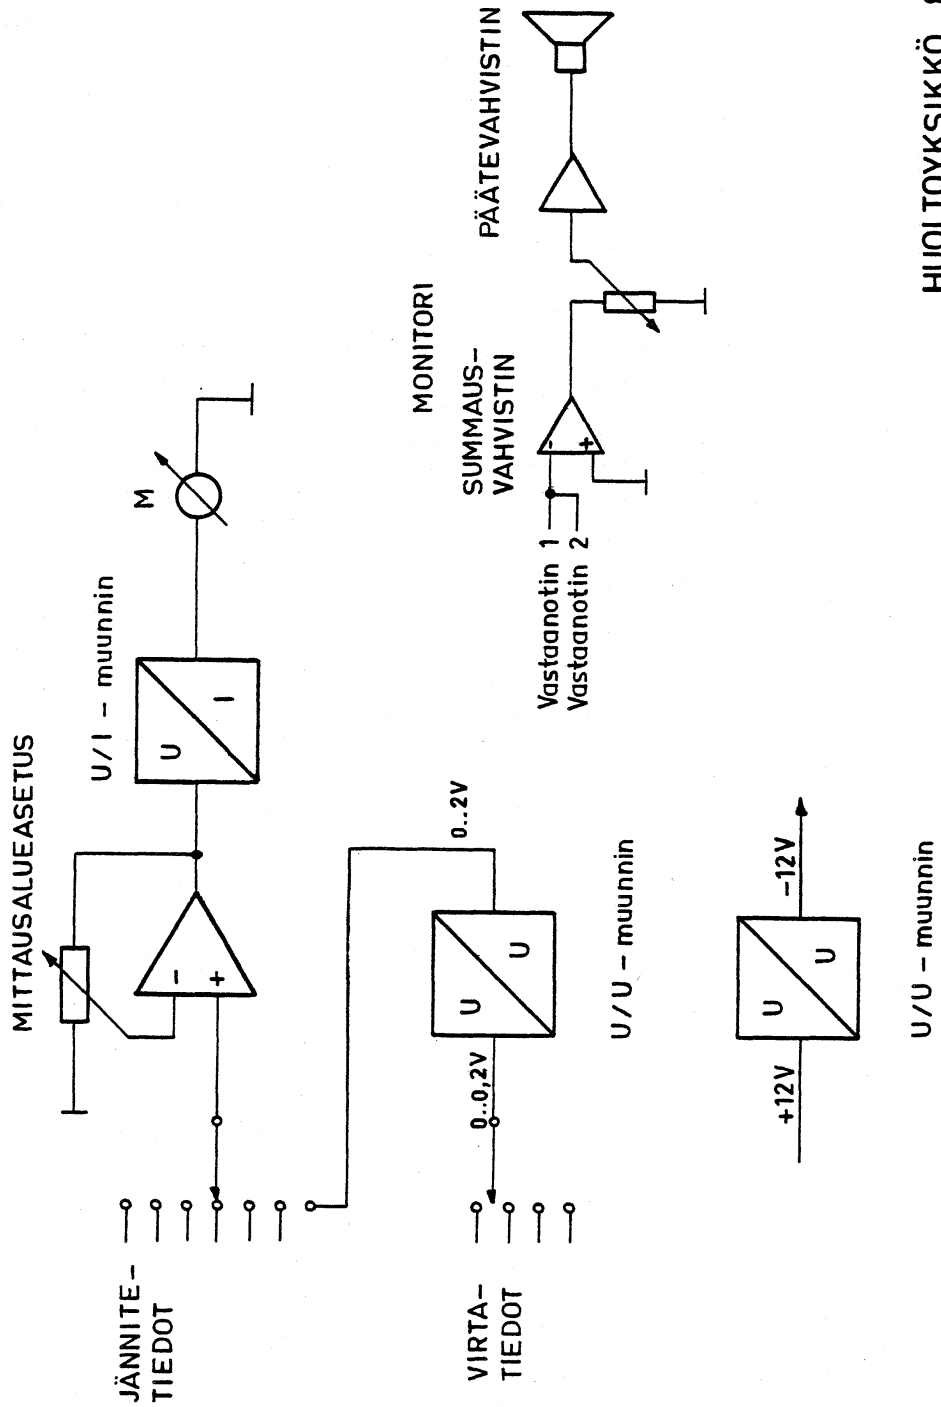 MITTAUSALUEASETUS
U/I – muunnin
M
–
+
U
I
JÄNNITE–
TIEDOT
0..2V
VIRTA–
TIEDOT
0..0,2V
U
U
U/U – muunnin
+12V
U
U
–12V
U/U – muunnin
MONITORI
SUMMAUS–
VAHVISTIN
PÄÄTEVAHVISTIN
Vastaanotin 1
Vastaanotin 2
–
+
HUOLTOYKSIKKÖ